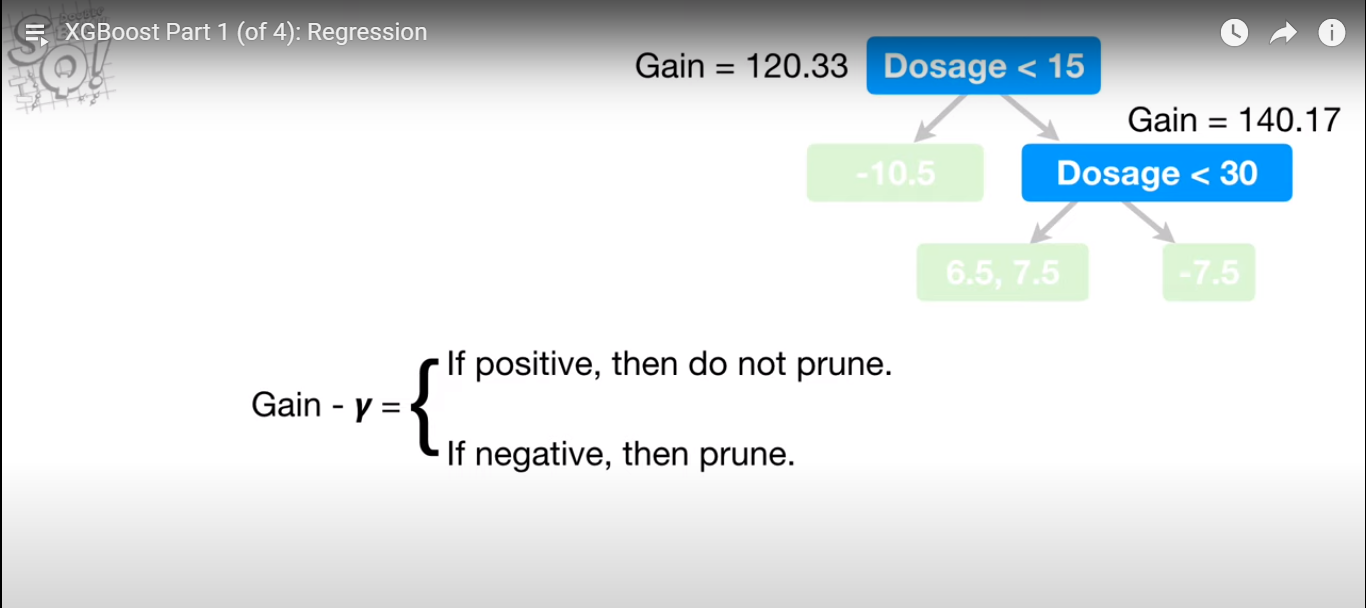 XGBoost Part 1 (of 4): Regression
Gain = 120.33
Dosage < 15
Gain = 140.17
-10.5
Dosage < 30
6.5, 7.5
-7.5
If positive, then do not prune.
Gain - γ = {
If negative, then prune.